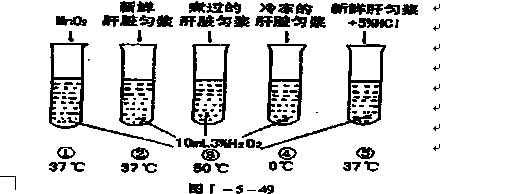 新鲜 煮过的 冷冻的 新鲜肝匀浆
MnO₂ 肝脏匀浆 肝脏匀浆 肝脏匀浆 +5%HCl
10mL3%H₂O₂
① ② ③ ④ ⑤
37℃ 37℃ 80℃ 0℃ 37℃
图1-5-49